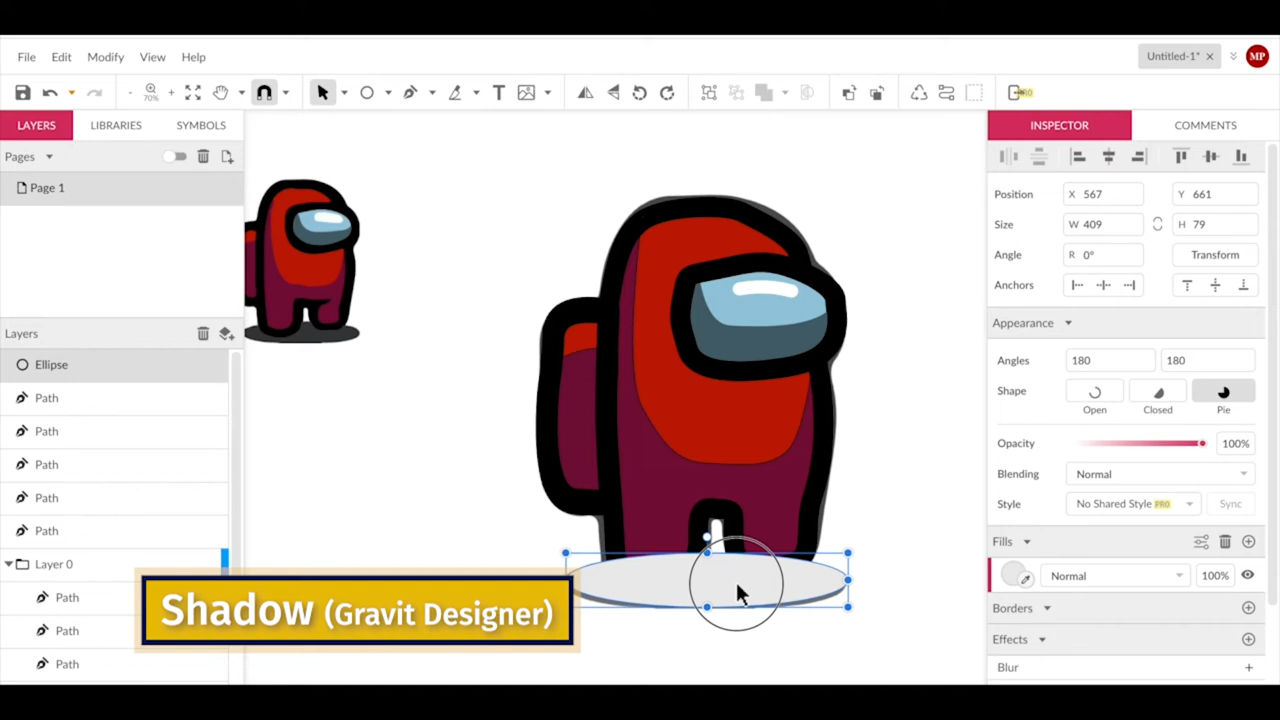 File Edit Modify View Help
Untitled-1* MP
- 70% + T PRO
LAYERS LIBRARIES SYMBOLS
INSPECTOR COMMENTS
Pages
Page 1
Position X 567 Y 661
Size W 409 H 79
Angle R 0° Transform
Anchors
Appearance
Layers
Ellipse
Path
Path
Path
Path
Path
Layer 0
Path
Path
Path
Angles 180 180
Shape
Open Closed Pie
Opacity 100%
Blending Normal
Style No Shared Style PRO Sync
Fills
Normal 100%
Borders
Effects
Blur +
Shadow (Gravit Designer)